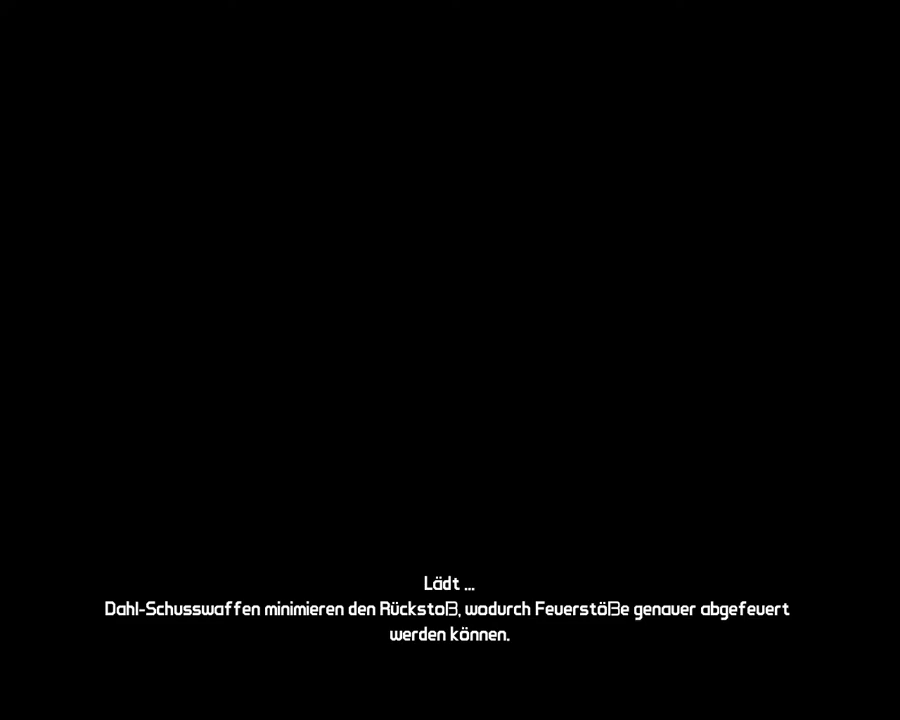 Lädt ...
Dahl-Schusswaffen minimieren den Rückstoß, wodurch Feuerstöße genauer abgefeuert
werden können.